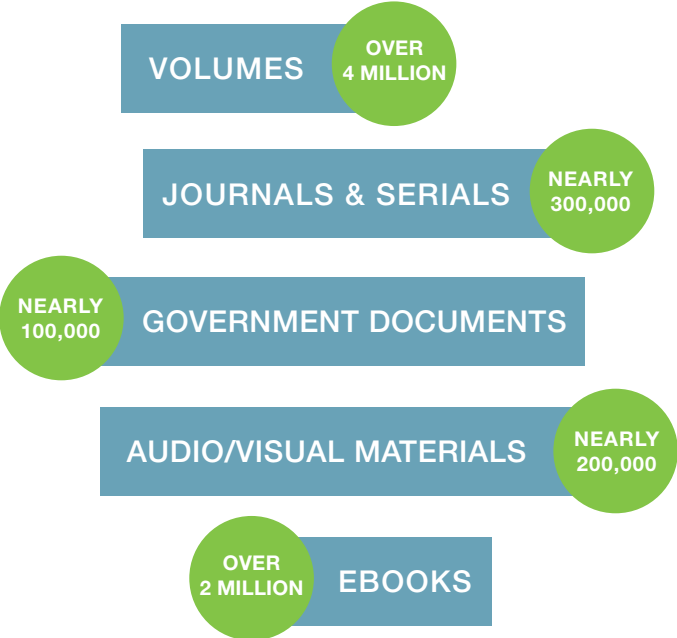 VOLUMES
OVER
4 MILLION
JOURNALS & SERIALS
NEARLY
300,000
NEARLY
100,000
GOVERNMENT DOCUMENTS
AUDIO/VISUAL MATERIALS
NEARLY
200,000
OVER
2 MILLION
EBOOKS